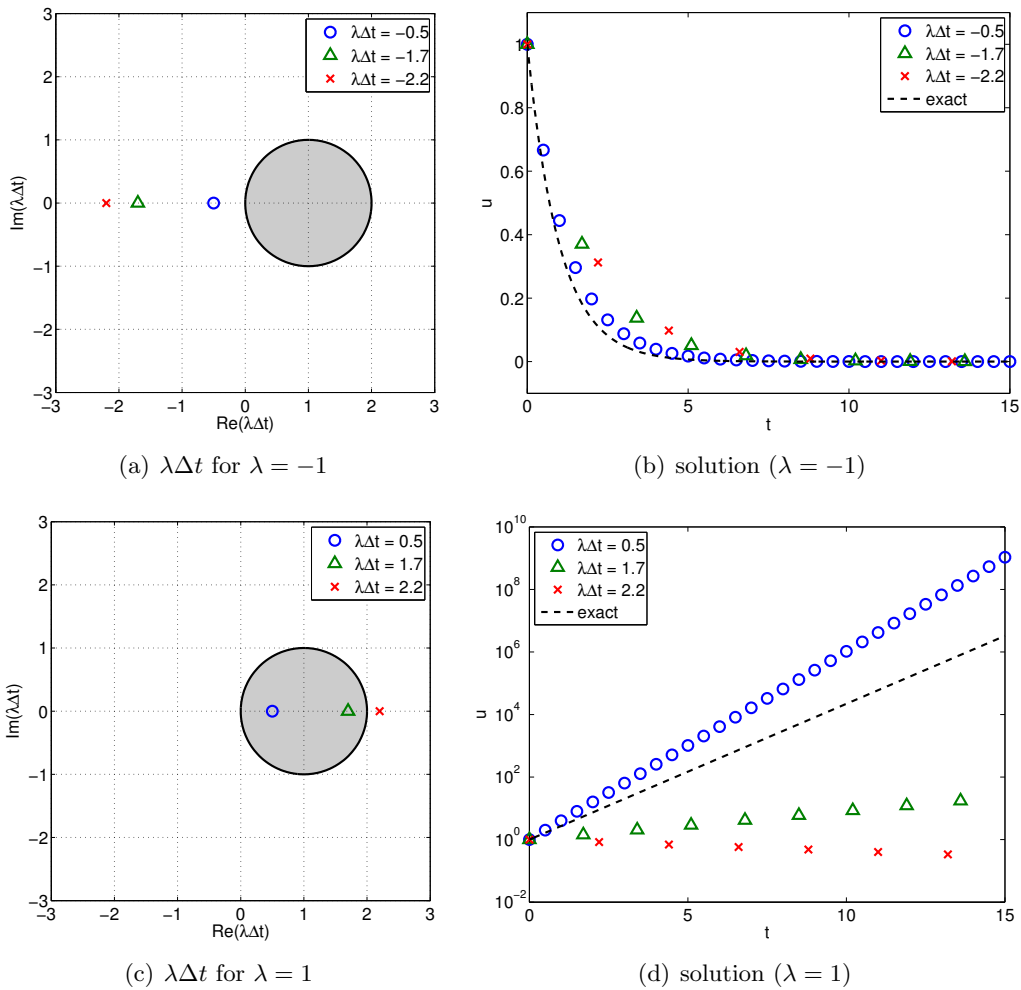 3
2
1
0
−1
−2
−3
Im(λΔt)
−3 −2 −1 0 1 2 3
Re(λΔt)
λΔt = −0.5
λΔt = −1.7
λΔt = −2.2
(a) λΔt for λ = −1
1
0.8
0.6
0.4
0.2
0
u
0 5 10 15
t
λΔt = −0.5
λΔt = −1.7
λΔt = −2.2
exact
(b) solution (λ = −1)
3
2
1
0
−1
−2
−3
Im(λΔt)
−3 −2 −1 0 1 2 3
Re(λΔt)
λΔt = 0.5
λΔt = 1.7
λΔt = 2.2
(c) λΔt for λ = 1
10^10
10^8
10^6
10^4
10^2
10^0
10^−2
u
0 5 10 15
t
λΔt = 0.5
λΔt = 1.7
λΔt = 2.2
exact
(d) solution (λ = 1)